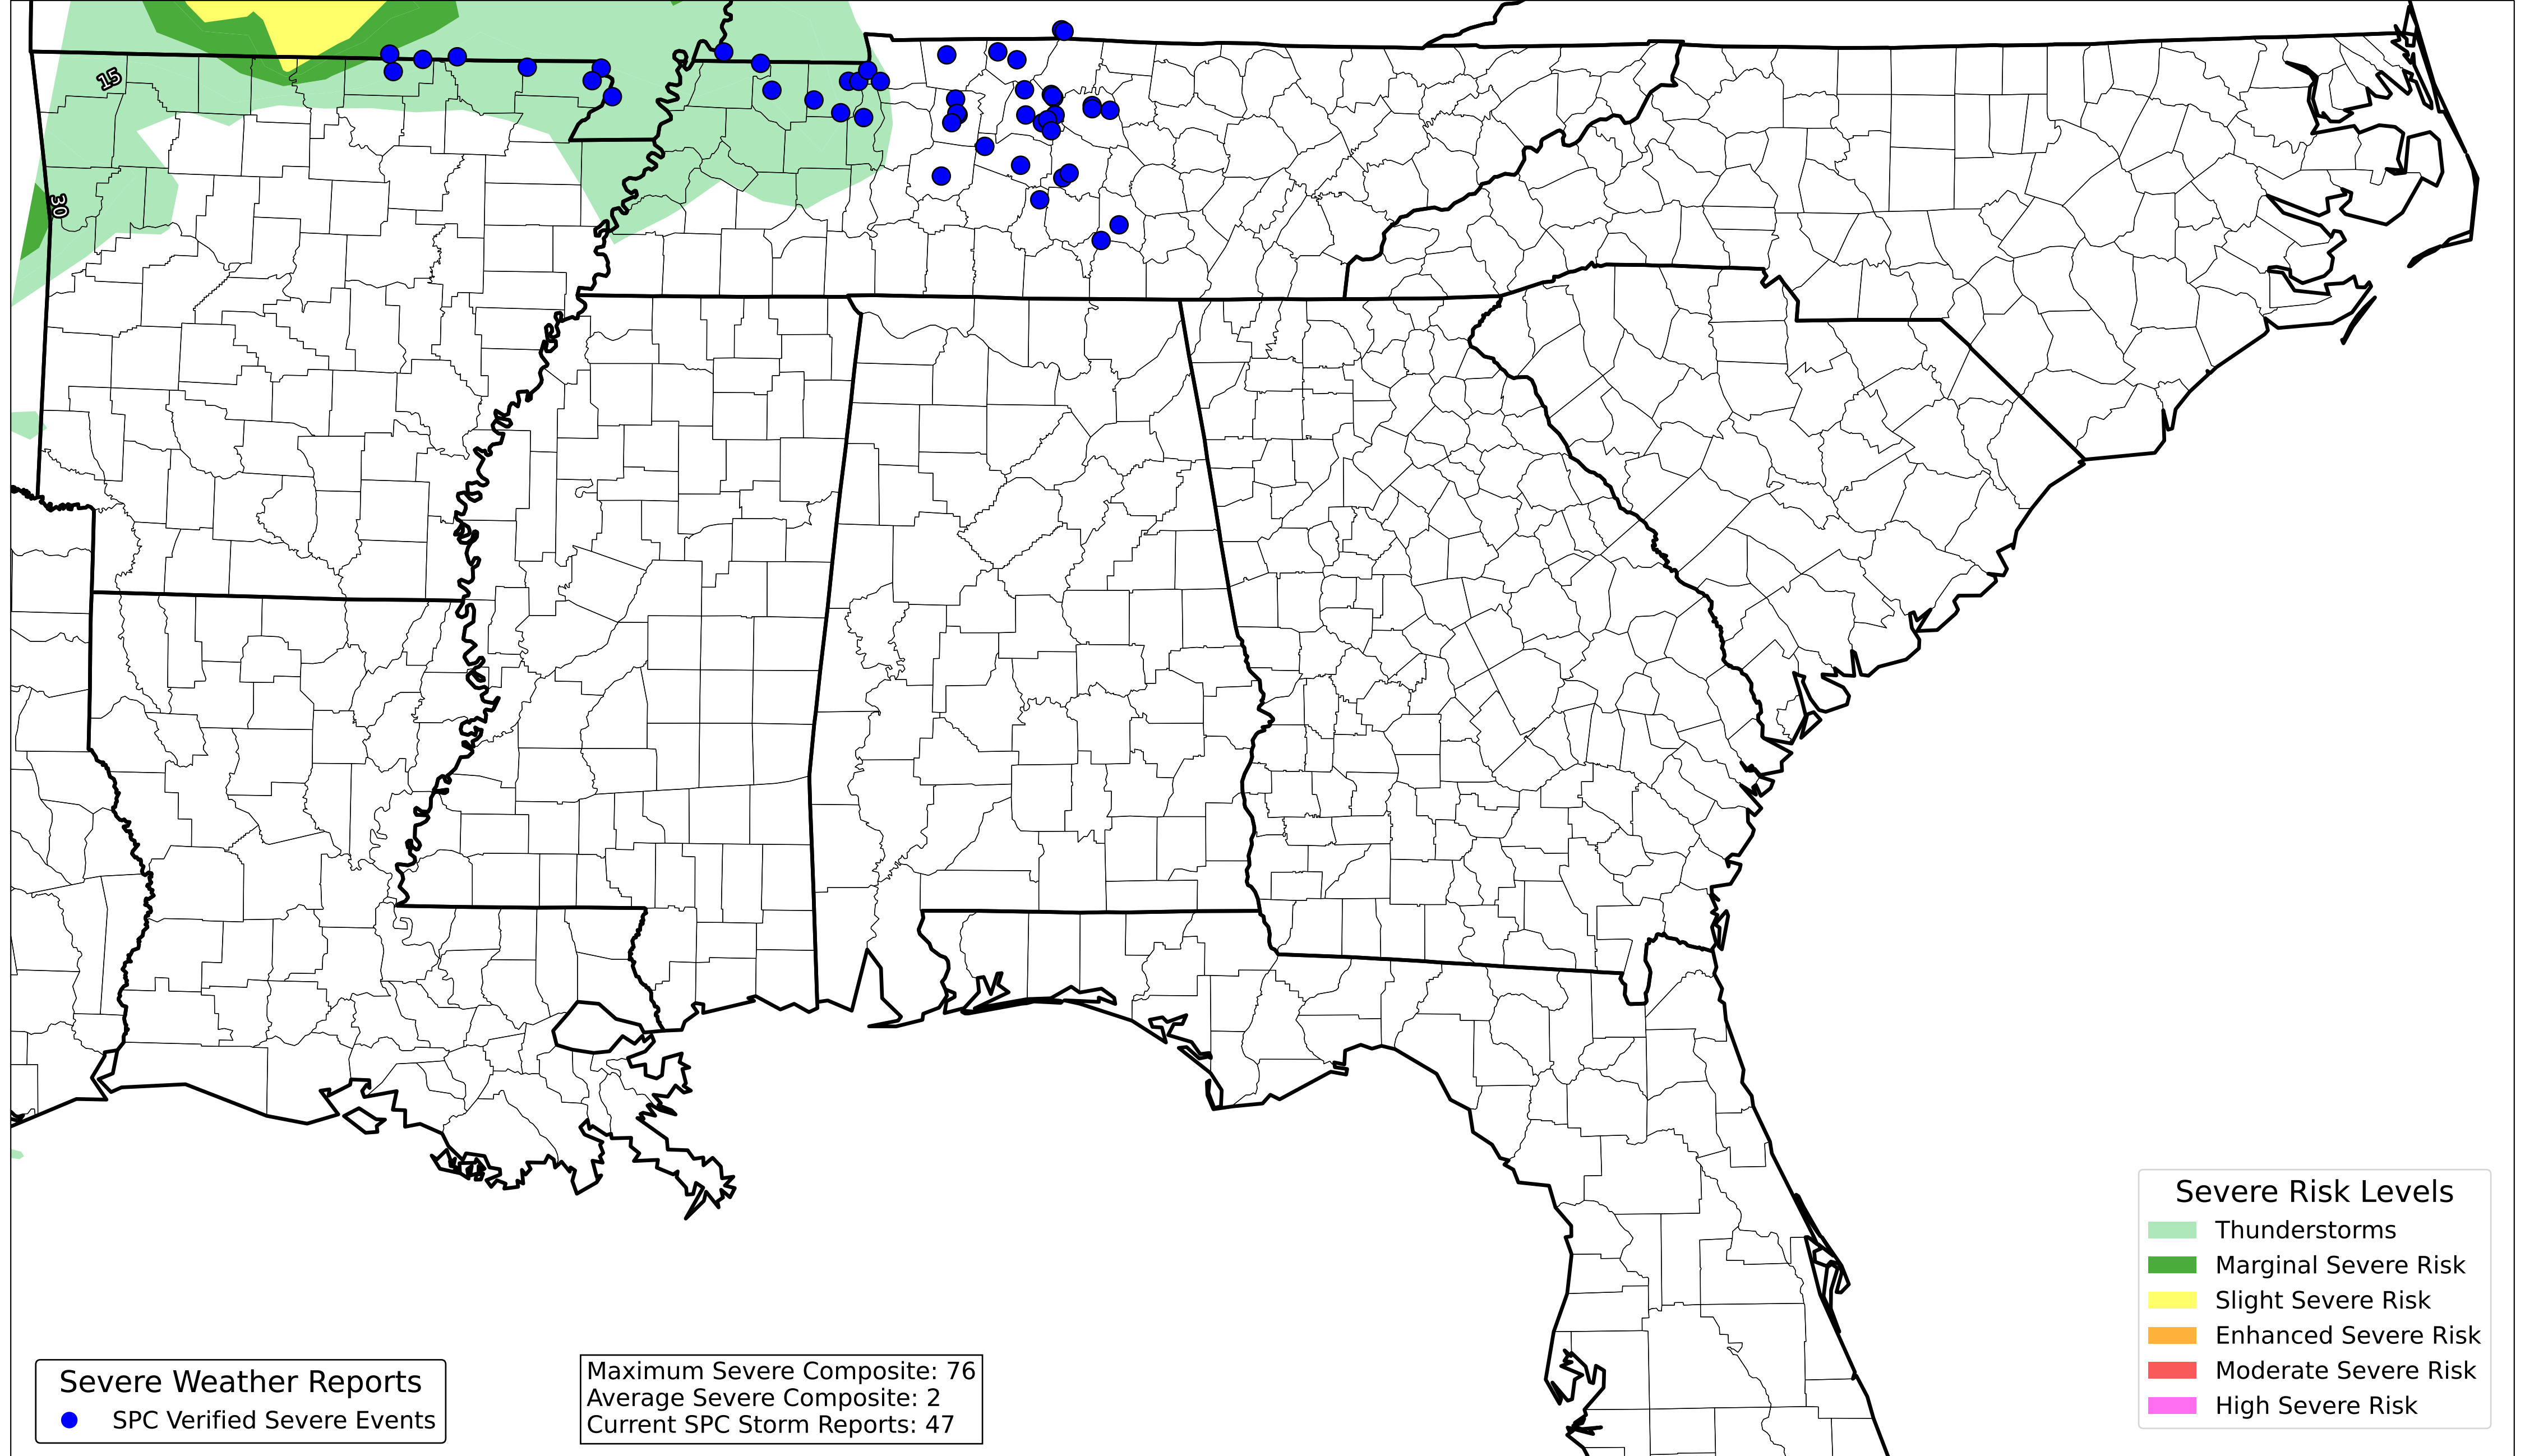 15
30
Severe Weather Reports
SPC Verified Severe Events
Maximum Severe Composite: 76
Average Severe Composite: 2
Current SPC Storm Reports: 47
Severe Risk Levels
Thunderstorms
Marginal Severe Risk
Slight Severe Risk
Enhanced Severe Risk
Moderate Severe Risk
High Severe Risk